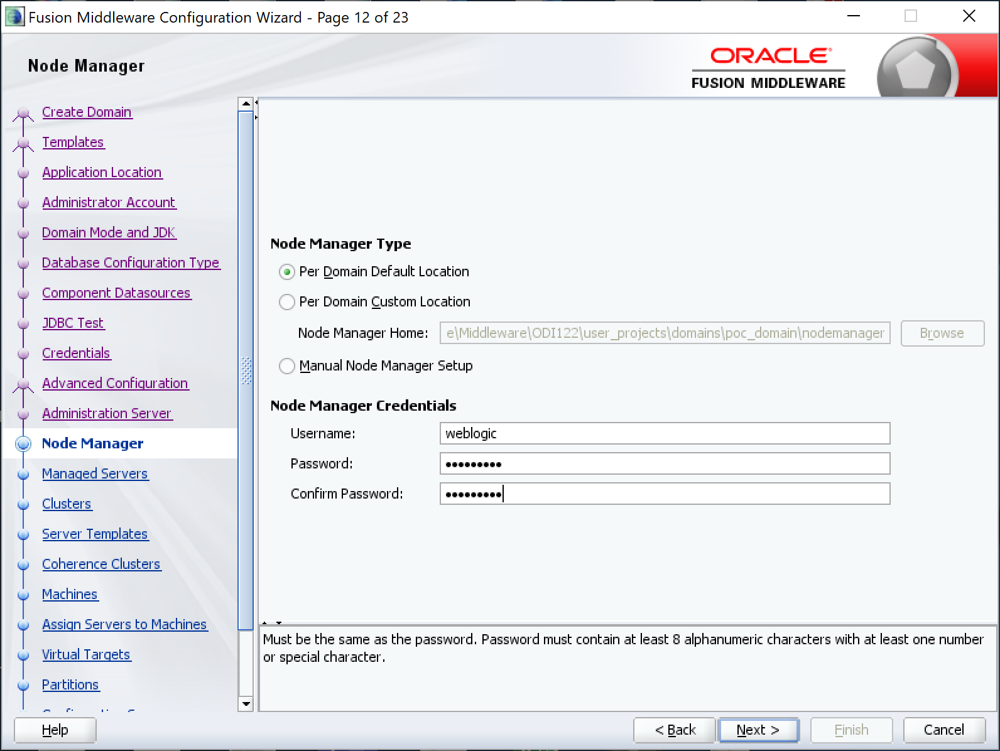 Fusion Middleware Configuration Wizard - Page 12 of 23
Node Manager
ORACLE
FUSION MIDDLEWARE
Create Domain
Templates
Application Location
Administrator Account
Domain Mode and JDK
Database Configuration Type
Component Datasources
JDBC Test
Credentials
Advanced Configuration
Administration Server
Node Manager
Managed Servers
Clusters
Server Templates
Coherence Clusters
Machines
Assign Servers to Machines
Virtual Targets
Partitions
Node Manager Type
Per Domain Default Location
Per Domain Custom Location
Node Manager Home: e\Middleware\ODI122\user_projects\domains\poc_domain\nodemanager Browse
Manual Node Manager Setup
Node Manager Credentials
Username: weblogic
Password: •••••••••
Confirm Password: •••••••••
Must be the same as the password. Password must contain at least 8 alphanumeric characters with at least one number
or special character.
Help
< Back
Next >
Finish
Cancel